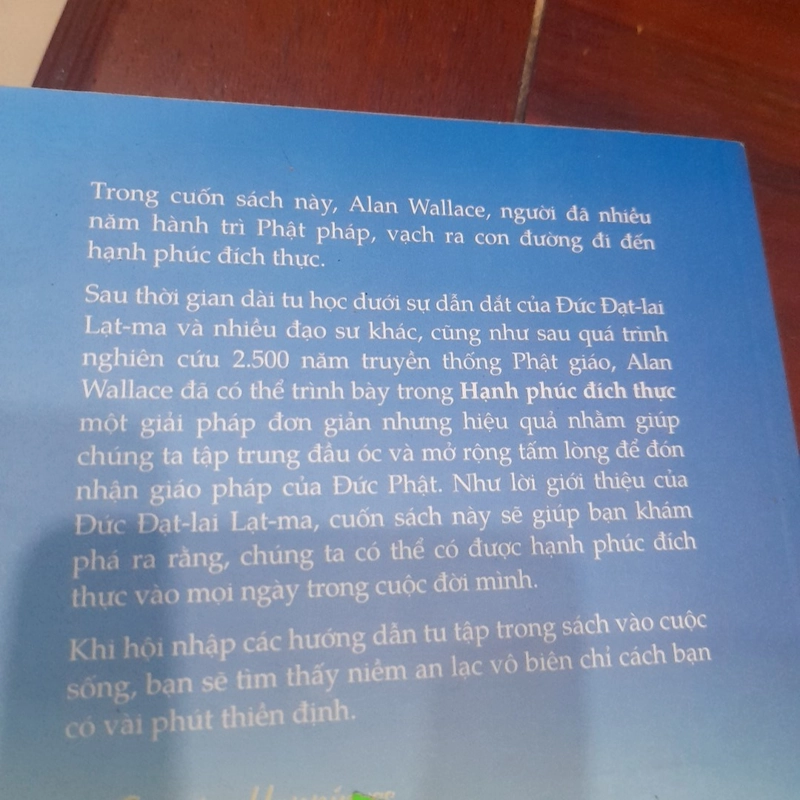 Trong cuốn sách này, Alan Wallace, người đã nhiều
năm hành trì Phật pháp, vạch ra con đường đi đến
hạnh phúc đích thực.
Sau thời gian dài tu học dưới sự dẫn dắt của Đức Đạt-lai
Lạt-ma và nhiều đạo sư khác, cũng như sau quá trình
nghiên cứu 2.500 năm truyền thống Phật giáo, Alan
Wallace đã có thể trình bày trong Hạnh phúc đích thực
một giải pháp đơn giản nhưng hiệu quả nhằm giúp
chúng ta tập trung đầu óc và mở rộng tấm lòng để đón
nhận giáo pháp của Đức Phật. Như lời giới thiệu của
Đức Đạt-lai Lạt-ma, cuốn sách này sẽ giúp bạn khám
phá ra rằng, chúng ta có thể có được hạnh phúc đích
thực vào mọi ngày trong cuộc đời mình.
Khi hội nhập các hướng dẫn tu tập trong sách vào cuộc
sống, bạn sẽ tìm thấy niềm an lạc vô biên chỉ cách bạn
có vài phút thiền định.